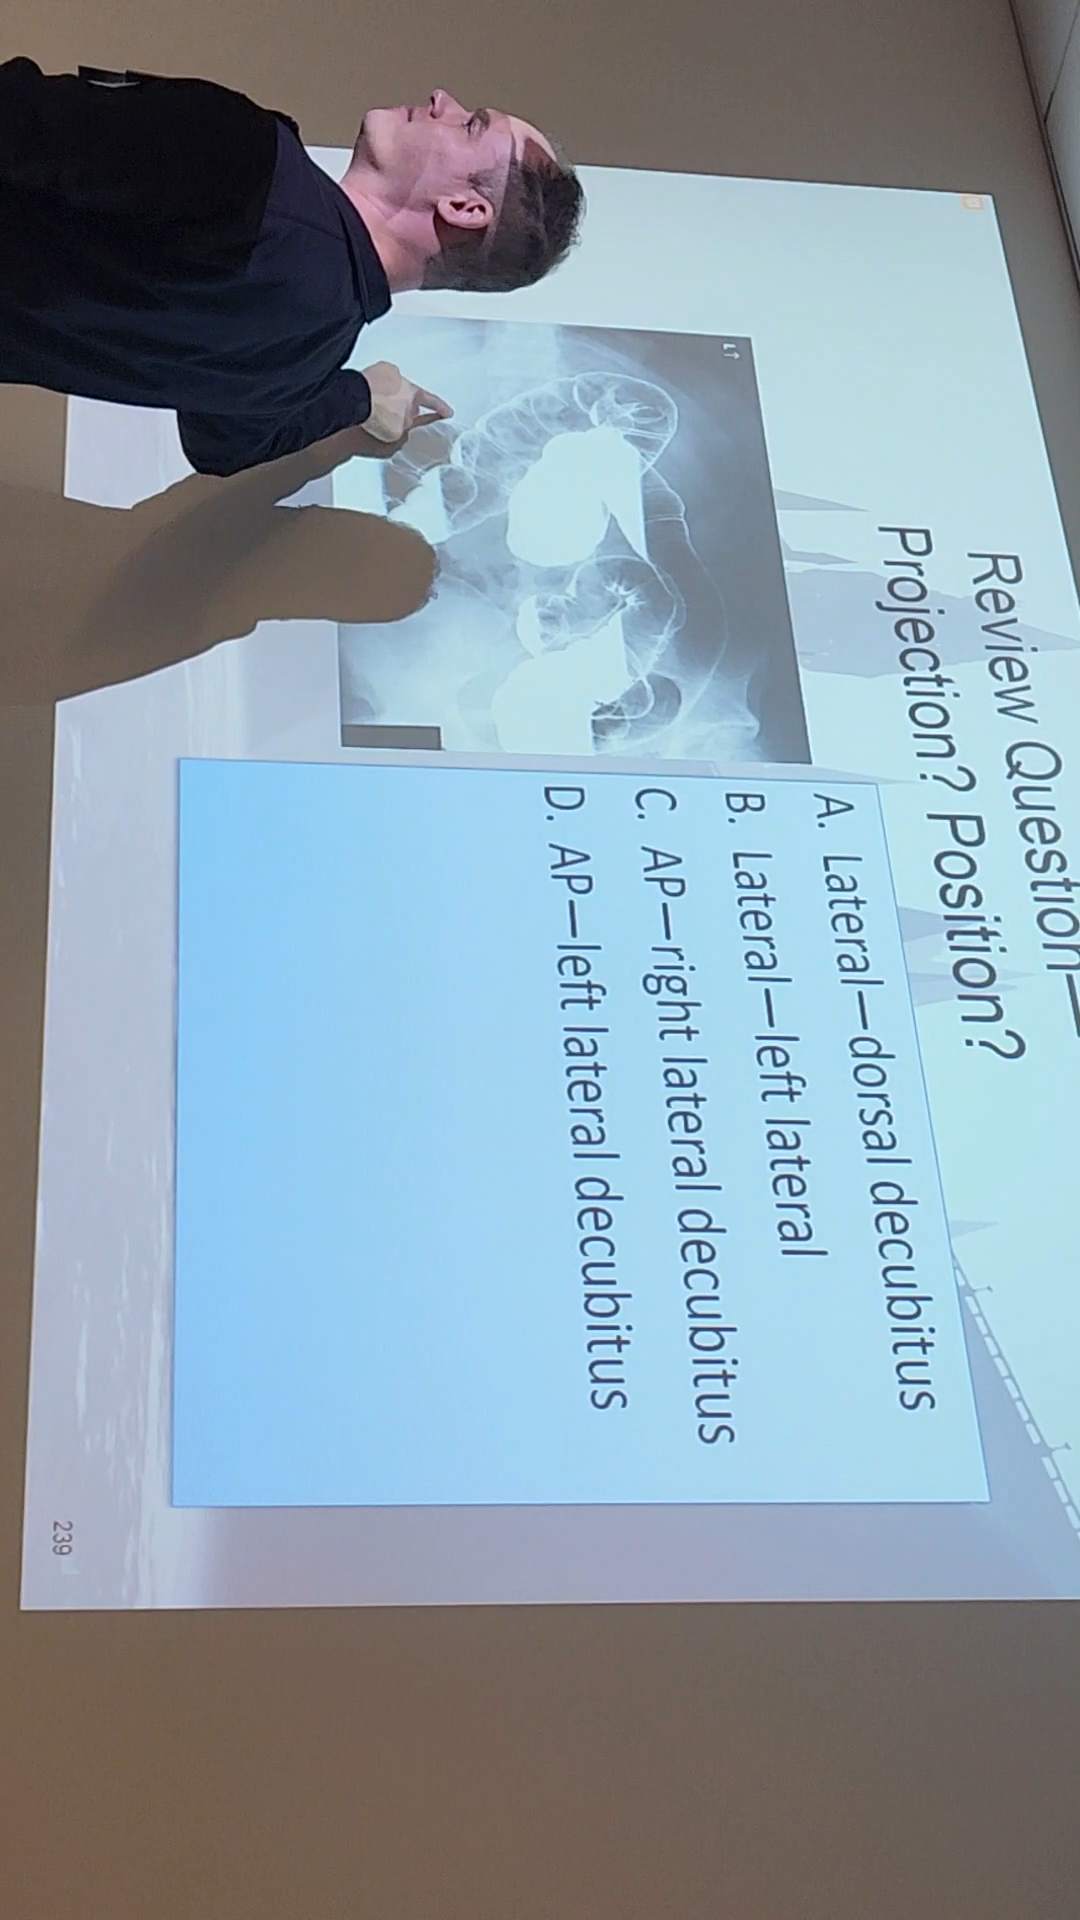 Review Question—
Projection? Position?
L↑
A. Lateral—dorsal decubitus
B. Lateral—left lateral
C. AP—right lateral decubitus
D. AP—left lateral decubitus
239